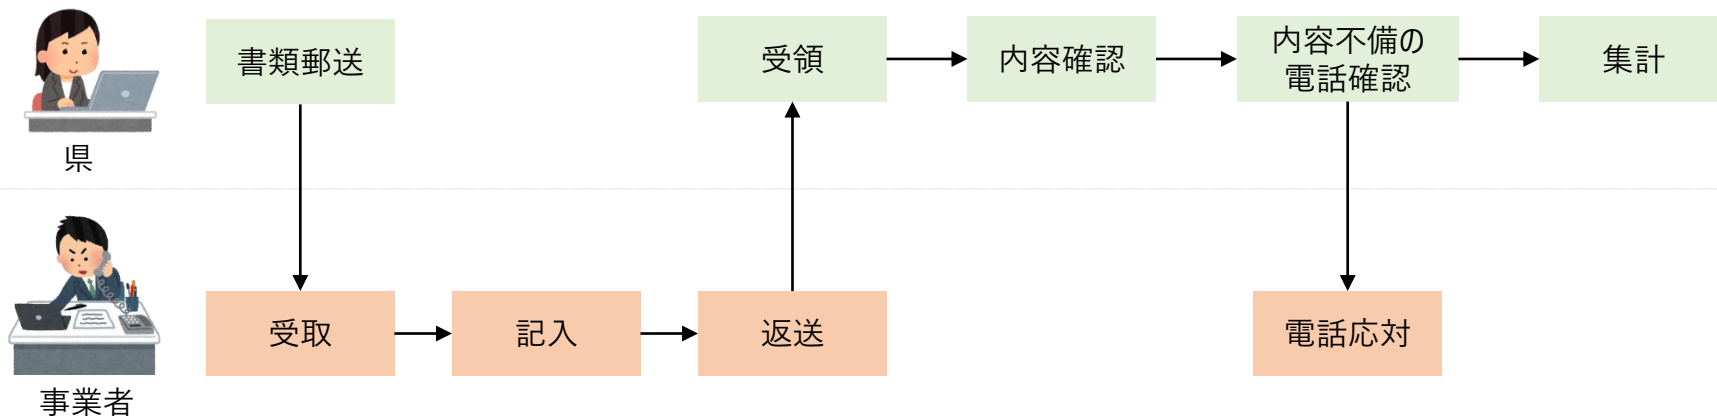 書類郵送
受領
内容確認
内容不備の
電話確認
集計
県
受取
記入
返送
電話応対
事業者